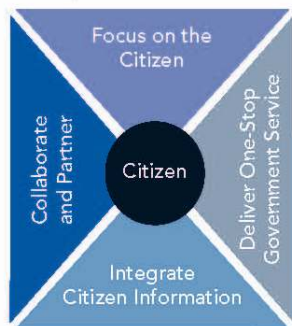 Focus on the
Citizen
Collaborate
and Partner
Citizen
Deliver One-Stop
Government Service
Integrate
Citizen Information